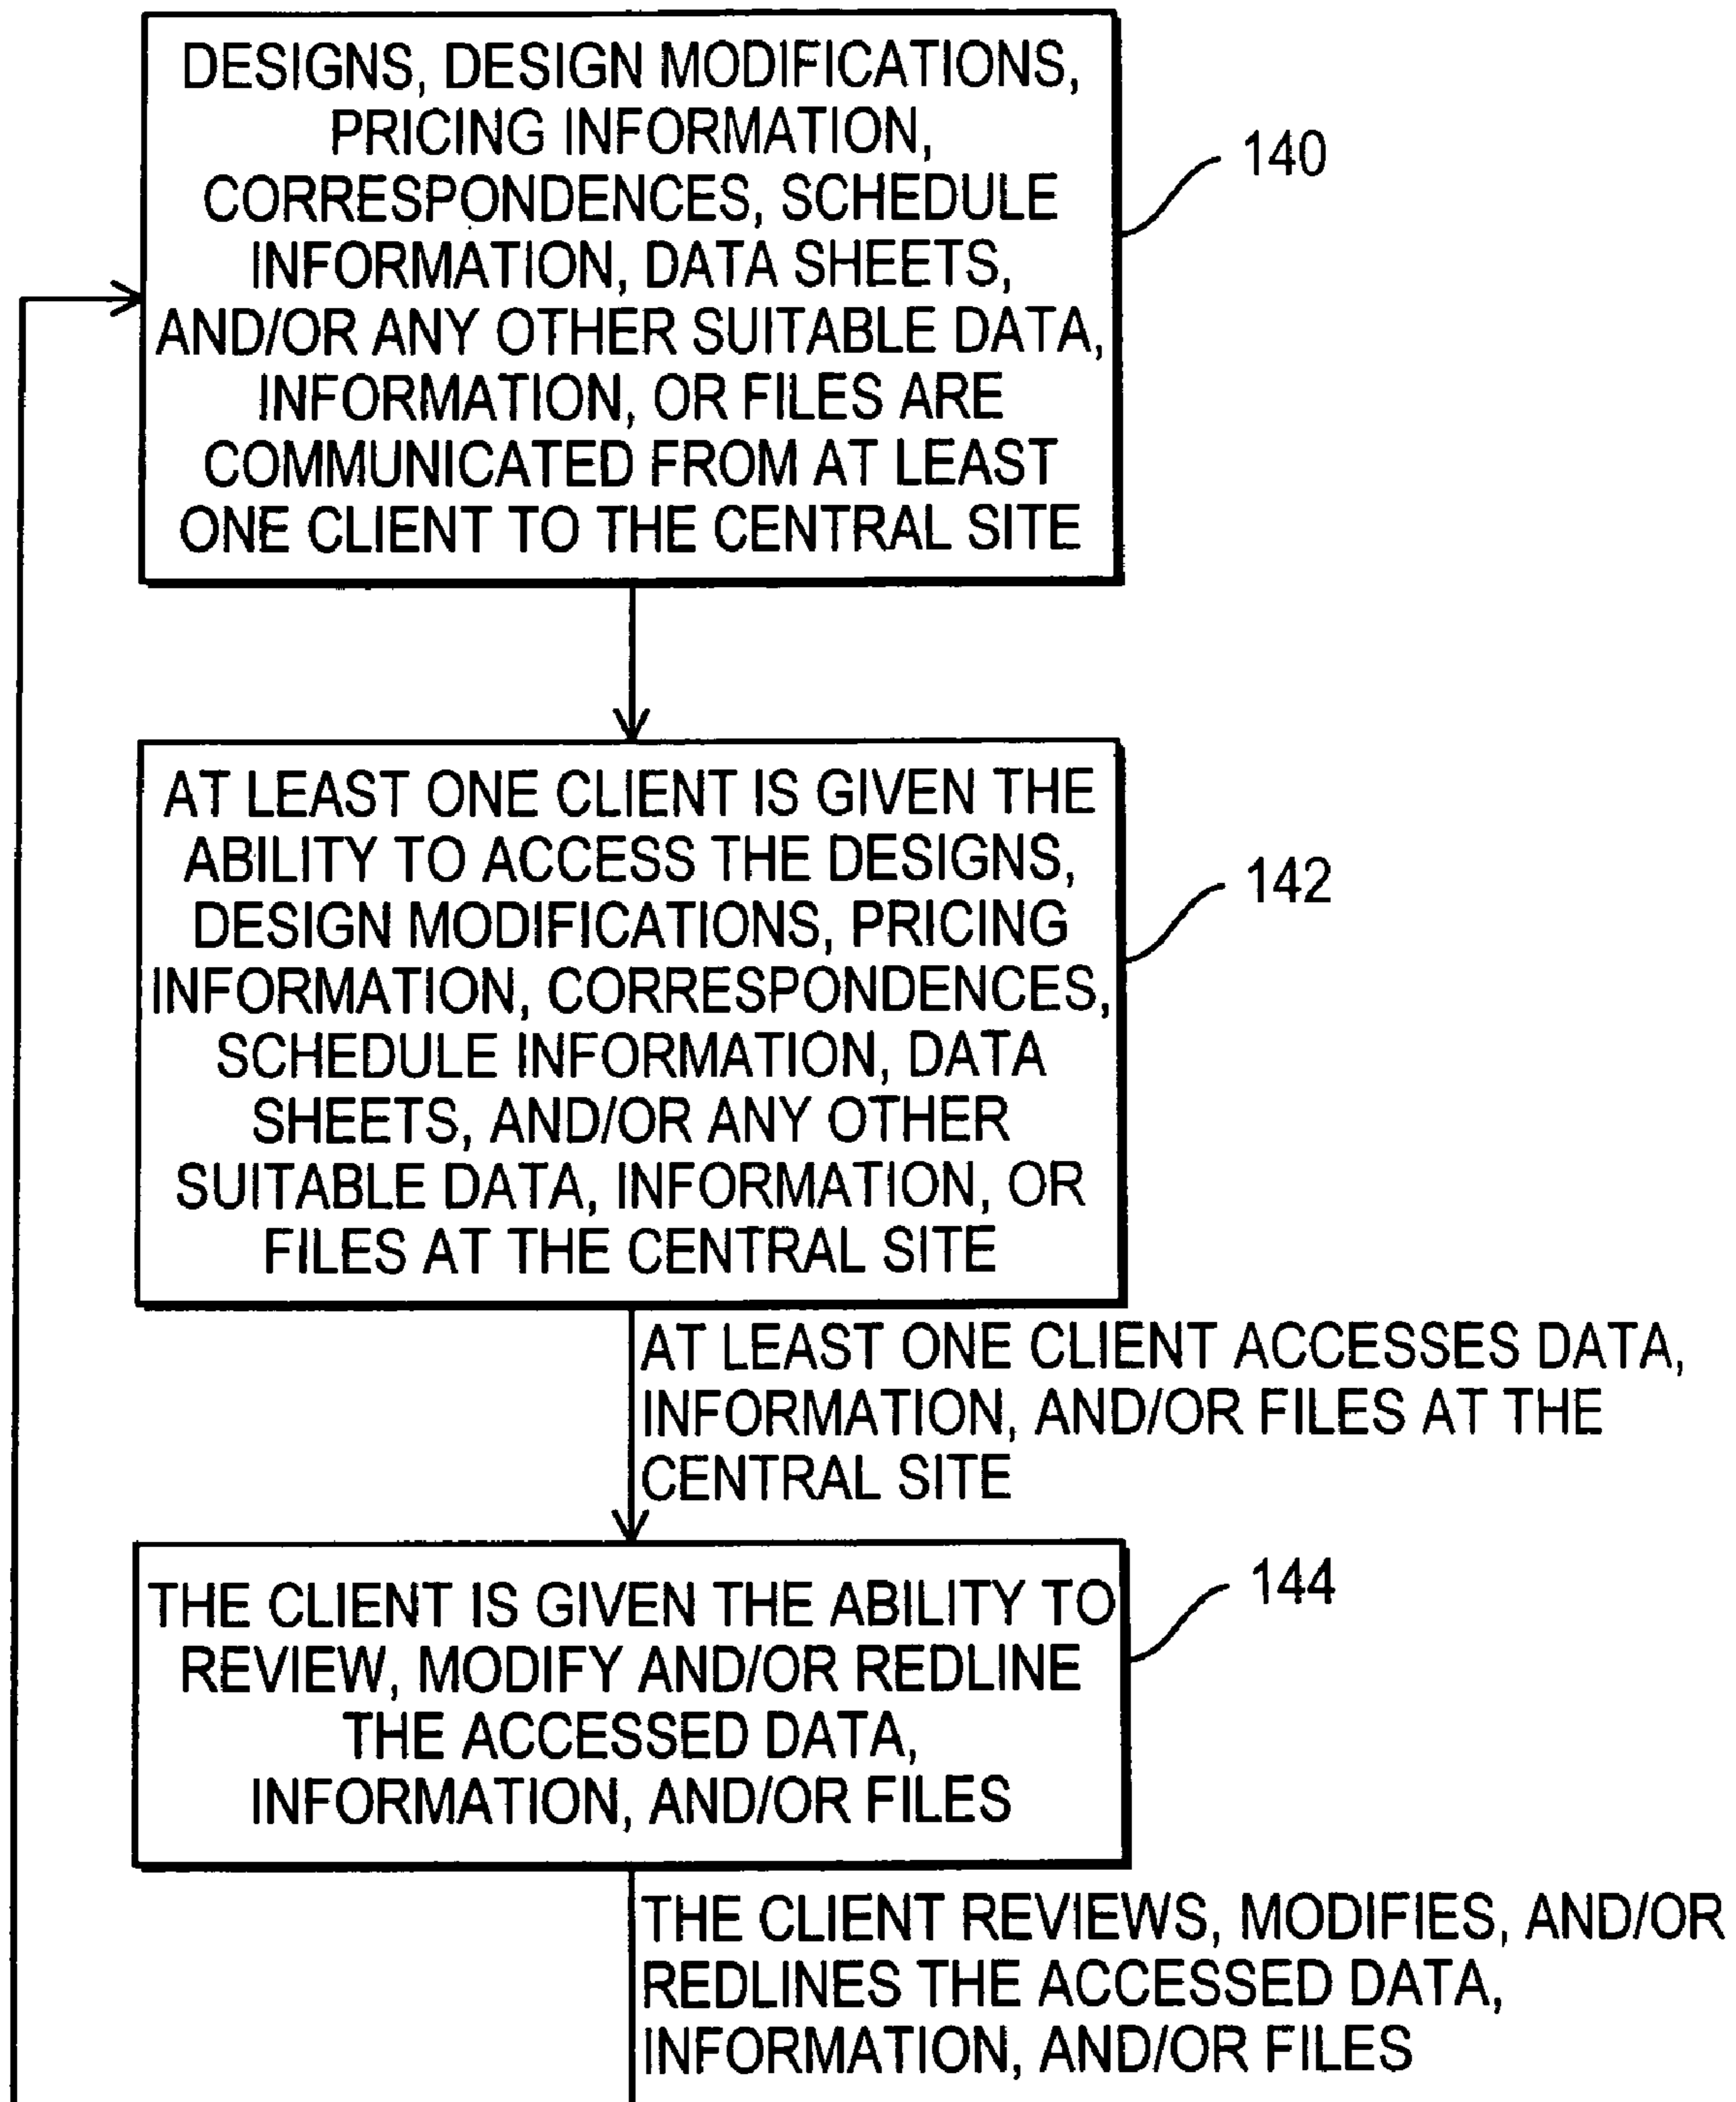 DESIGNS, DESIGN MODIFICATIONS,
PRICING INFORMATION,
CORRESPONDENCES, SCHEDULE
INFORMATION, DATA SHEETS,
AND/OR ANY OTHER SUITABLE DATA,
INFORMATION, OR FILES ARE
COMMUNICATED FROM AT LEAST
ONE CLIENT TO THE CENTRAL SITE
140
AT LEAST ONE CLIENT IS GIVEN THE
ABILITY TO ACCESS THE DESIGNS,
DESIGN MODIFICATIONS, PRICING
INFORMATION, CORRESPONDENCES,
SCHEDULE INFORMATION, DATA
SHEETS, AND/OR ANY OTHER
SUITABLE DATA, INFORMATION, OR
FILES AT THE CENTRAL SITE
142
AT LEAST ONE CLIENT ACCESSES DATA,
INFORMATION, AND/OR FILES AT THE
CENTRAL SITE
THE CLIENT IS GIVEN THE ABILITY TO
REVIEW, MODIFY AND/OR REDLINE
THE ACCESSED DATA,
INFORMATION, AND/OR FILES
144
THE CLIENT REVIEWS, MODIFIES, AND/OR
REDLINES THE ACCESSED DATA,
INFORMATION, AND/OR FILES